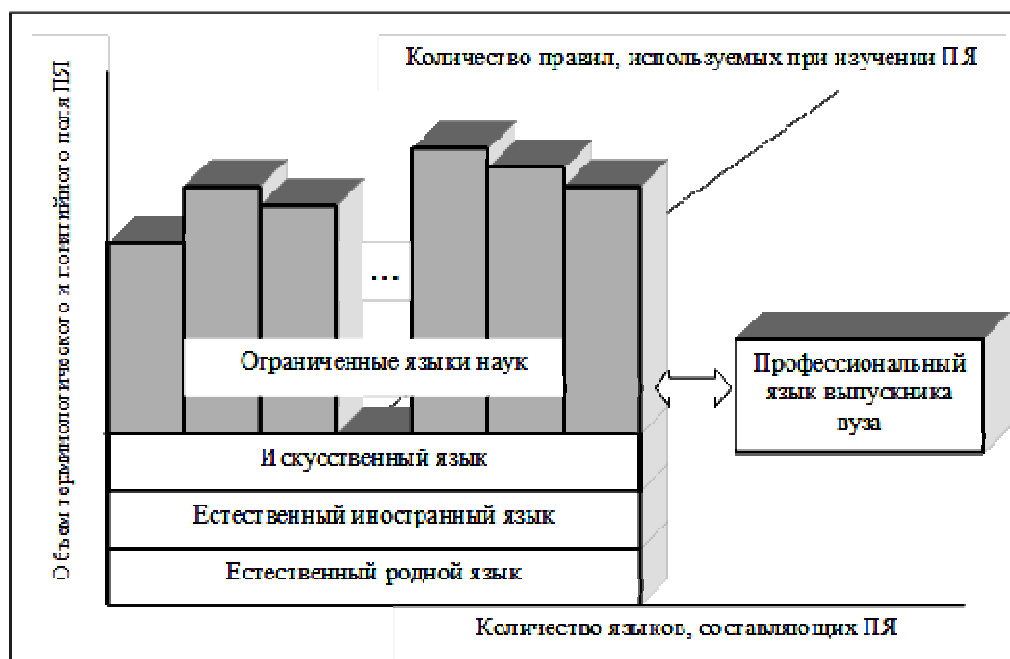 Количество правил, используемых при изучении ПЯ
Объем терминологического и понятийного поля ПЯ
...
Ограниченные языки наук
Профессиональный
язык выпускника
вуза
Искусственный язык
Естественный иностранный язык
Естественный родной язык
Количество языков, составляющих ПЯ